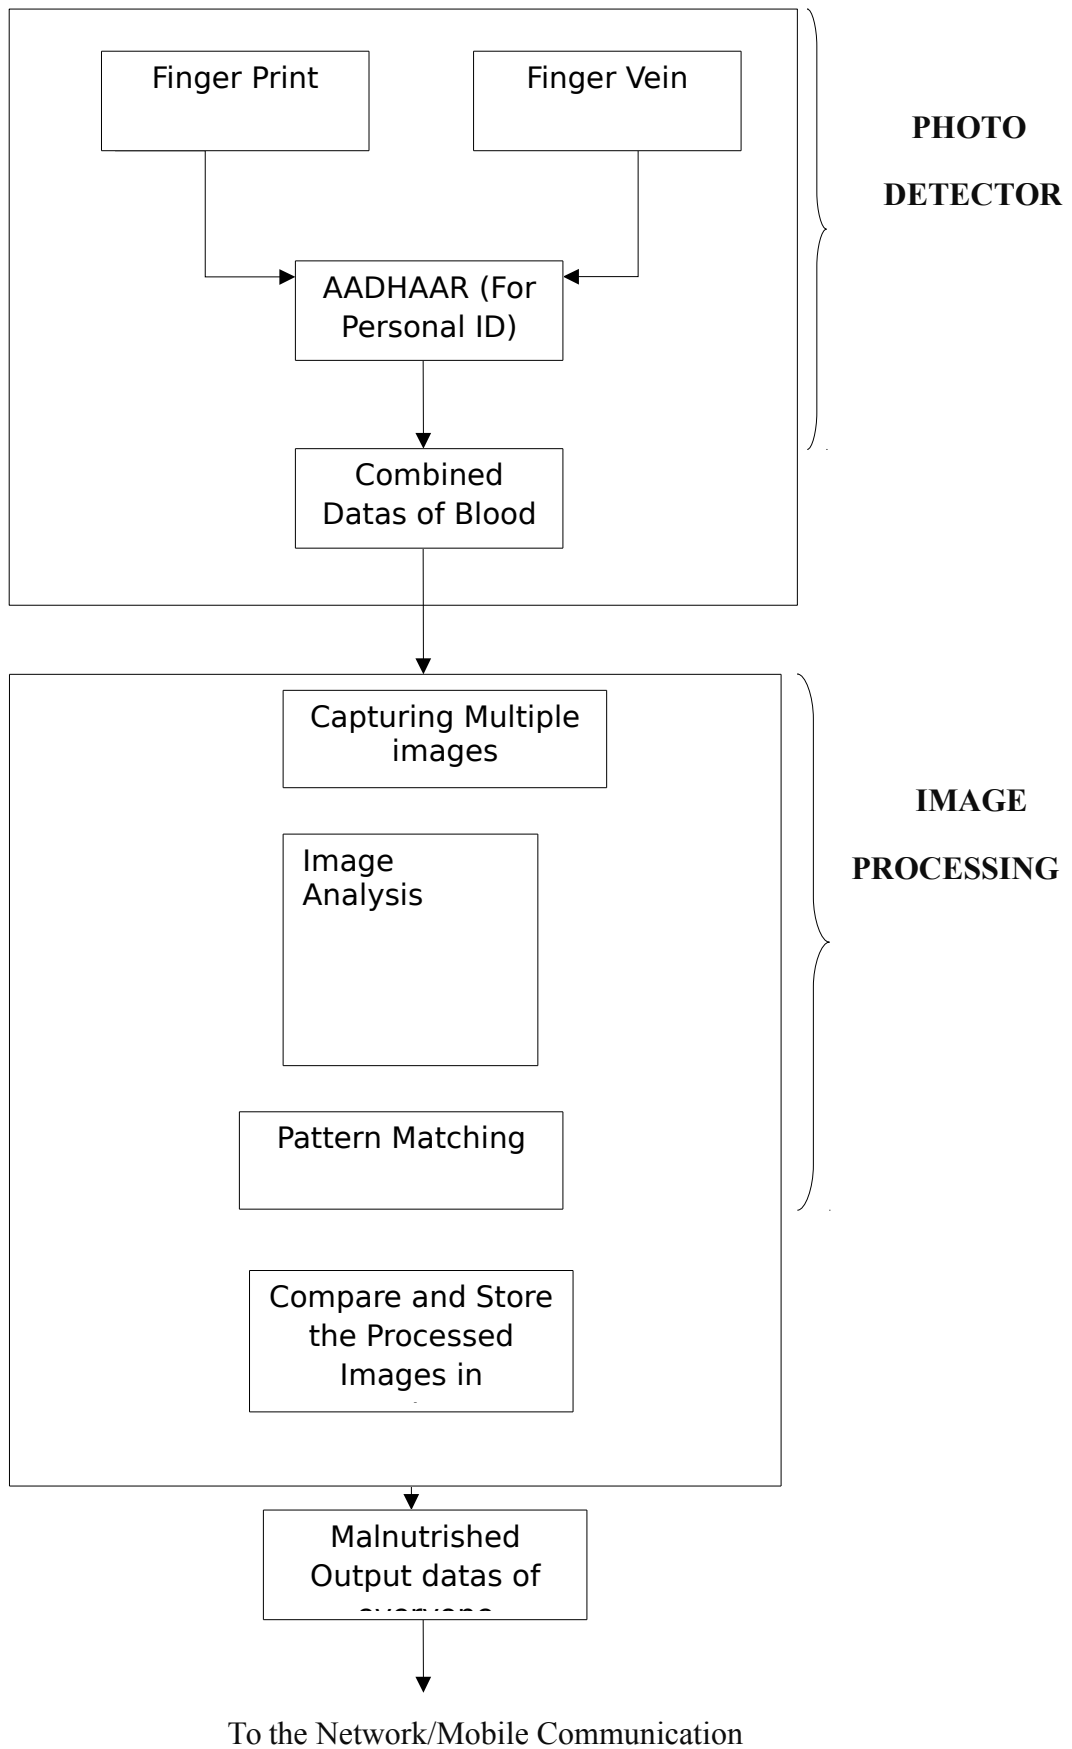 Finger Print
Finger Vein
PHOTO
DETECTOR
AADHAAR (For
Personal ID)
Combined
Datas of Blood
Capturing Multiple
images
IMAGE
PROCESSING
Image
Analysis
Pattern Matching
Compare and Store
the Processed
Images in
Malnutrished
Output datas of
everyone
To the Network/Mobile Communication